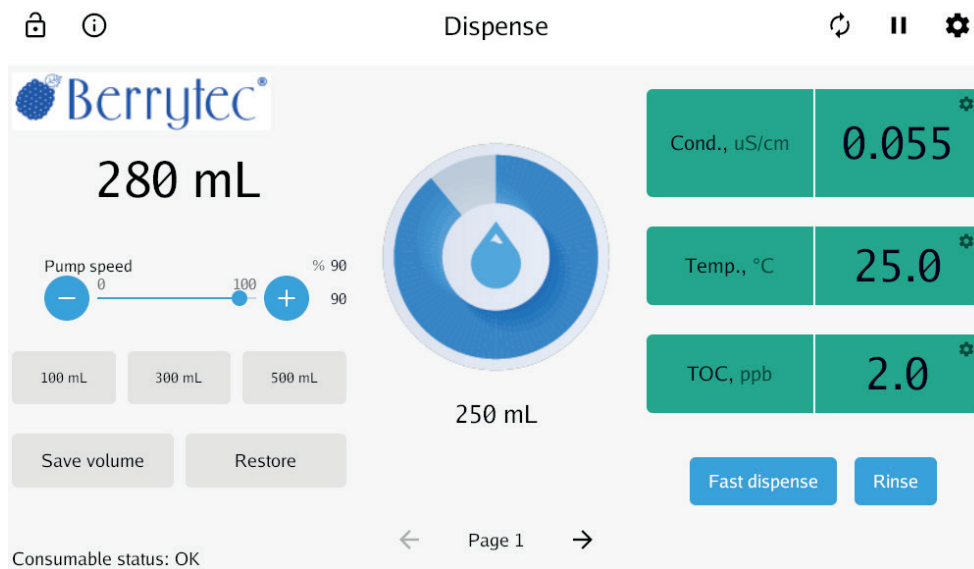 Dispense
Berrytec®
280 mL
Pump speed
0
100
% 90
90
100 mL
300 mL
500 mL
Save volume
Restore
Consumable status: OK
250 mL
Page 1
Cond., uS/cm
0.055
Temp., °C
25.0
TOC, ppb
2.0
Fast dispense
Rinse